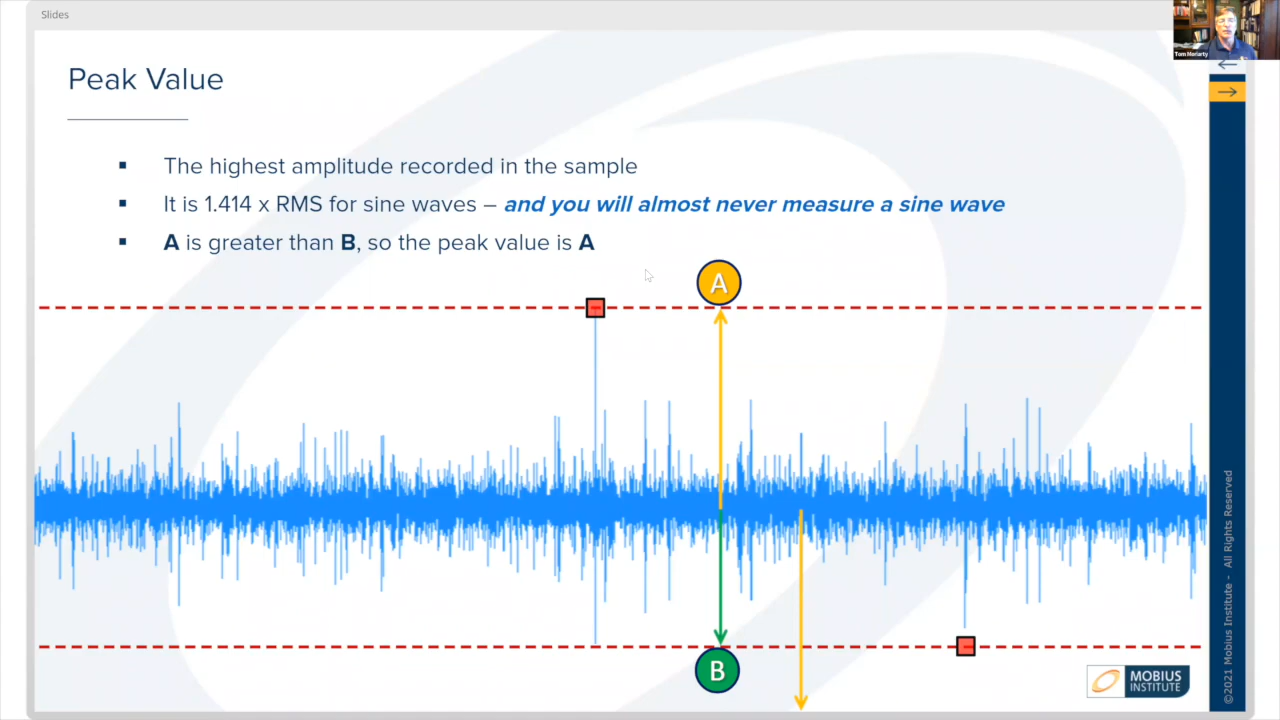 Slides
Tom Moriarty
Peak Value
▪ The highest amplitude recorded in the sample
▪ It is 1.414 x RMS for sine waves – and you will almost never measure a sine wave
▪ A is greater than B, so the peak value is A
A
B
MOBIUS
INSTITUTE
©2021 Mobius Institute - All Rights Reserved